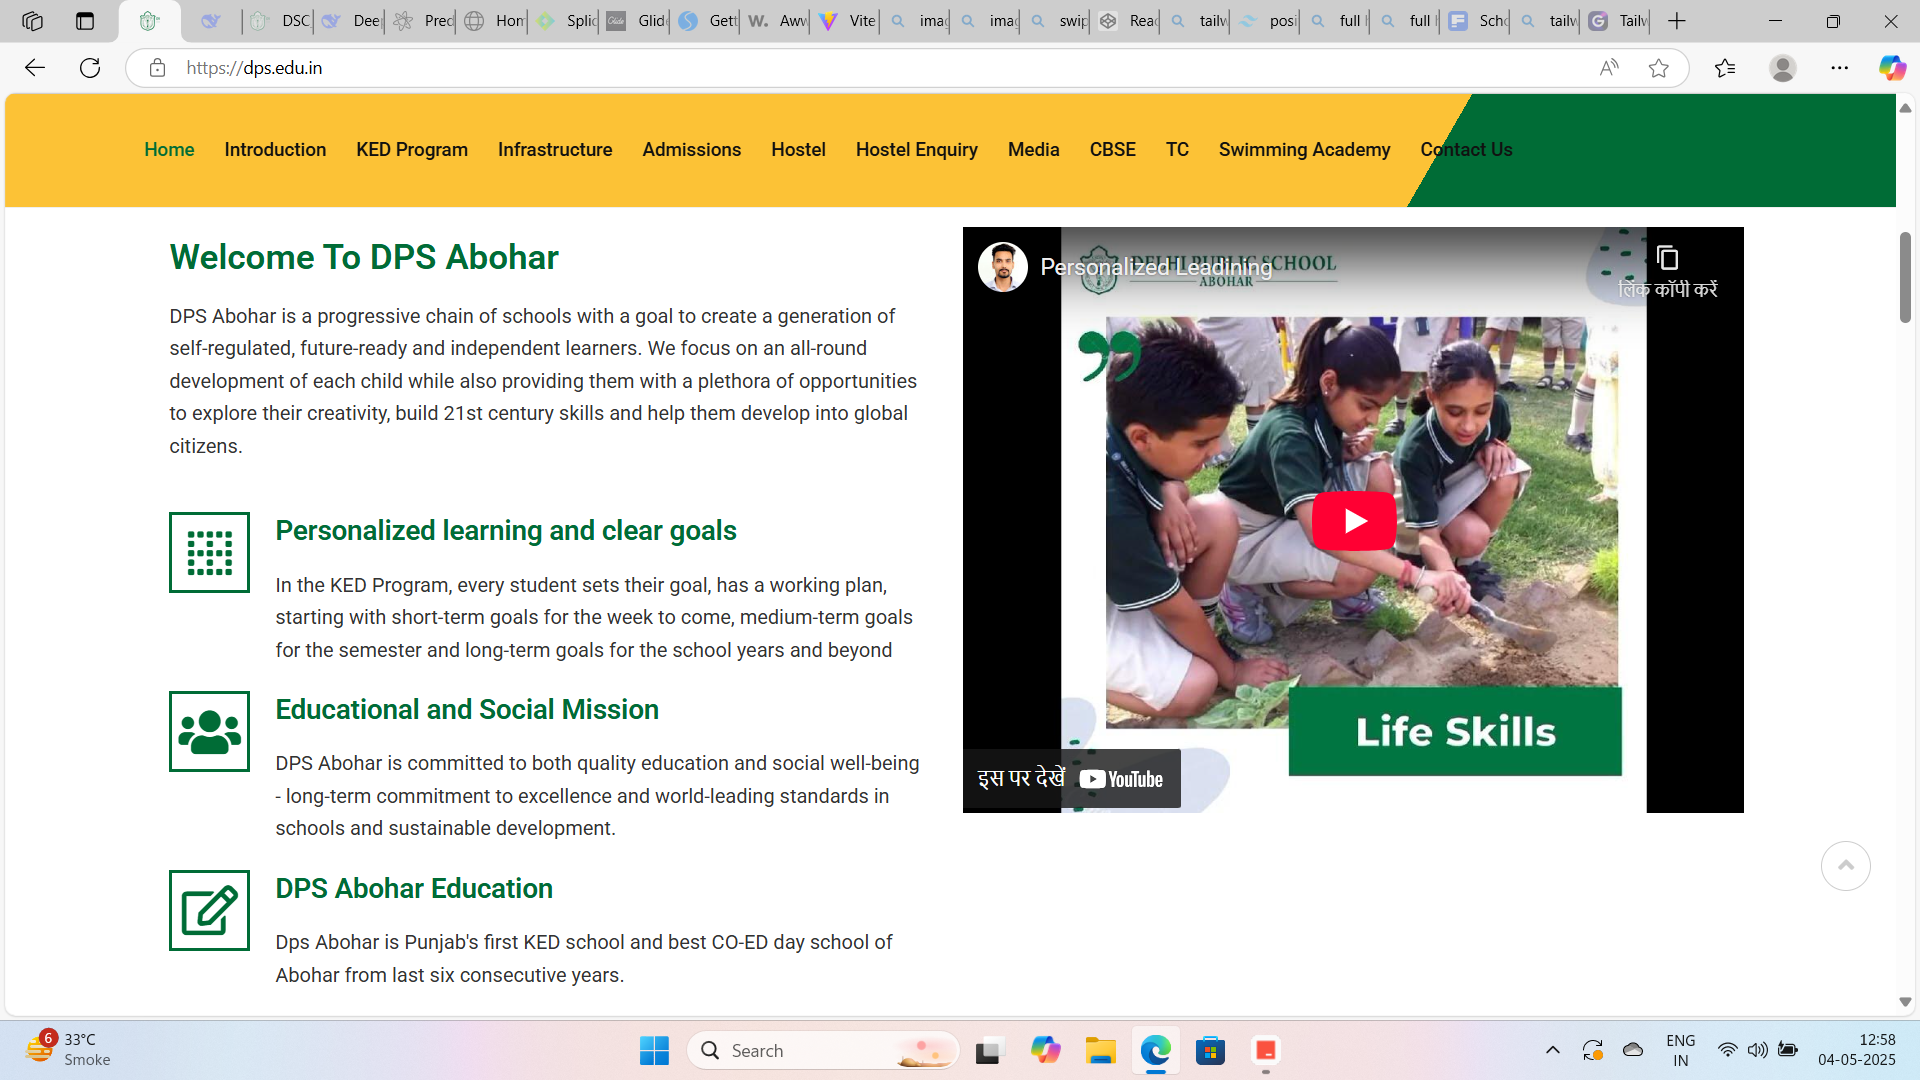 DSC
Dee
Pred
Hom
Splic
Glide
Gett
W. Aww
Vite
imag
imag
swip
Reac
tailw
posi
full
full
Scho
tailw
Tailw
https://dps.edu.in
Home Introduction KED Program Infrastructure Admissions Hostel Hostel Enquiry Media CBSE TC Swimming Academy Contact Us
Welcome To DPS Abohar
DPS Abohar is a progressive chain of schools with a goal to create a generation of
self-regulated, future-ready and independent learners. We focus on an all-round
development of each child while also providing them with a plethora of opportunities
to explore their creativity, build 21st century skills and help them develop into global
citizens.
Personalized learning and clear goals
In the KED Program, every student sets their goal, has a working plan,
starting with short-term goals for the week to come, medium-term goals
for the semester and long-term goals for the school years and beyond
Educational and Social Mission
DPS Abohar is committed to both quality education and social well-being
- long-term commitment to excellence and world-leading standards in
schools and sustainable development.
DPS Abohar Education
Dps Abohar is Punjab's first KED school and best CO-ED day school of
Abohar from last six consecutive years.
Personalized Leadining
DELHI PUBLIC SCHOOL
ABOHAR
लिंक कॉपी करें
Life Skills
इस पर देखें YouTube
6
33°C
Smoke
Search
ENG
IN
12:58
04-05-2025